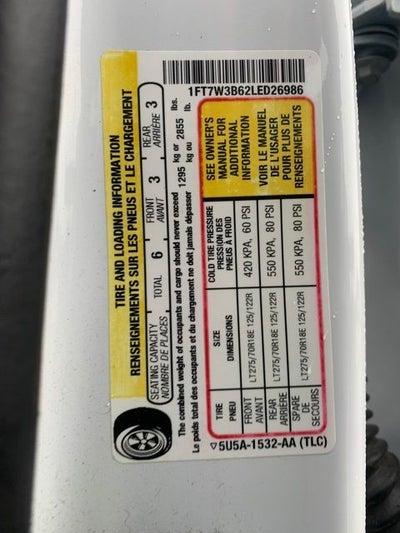 TIRE AND LOADING INFORMATION
RENSEIGNEMENTS SUR LES PNEUS ET LE CHARGEMENT
SEATING CAPACITY
NOMBRE DE PLACES
TOTAL 6
FRONT
AVANT 3
REAR
ARRIÈRE 3
The combined weight of occupants and cargo should never exceed 1295 kg or 2855 lbs.
Le poids total des occupants et du chargement ne doit jamais dépasser kg ou lb.
TIRE
PNEU
SIZE
DIMENSIONS
COLD TIRE PRESSURE
PRESSION DES
PNEUS À FROID
FRONT
AVANT
LT275/70R18E 125/122R
420 KPA, 60 PSI
REAR
ARRIÈRE
LT275/70R18E 125/122R
550 KPA, 80 PSI
SPARE
DE
SECOURS
LT275/70R18E 125/122R
550 KPA, 80 PSI
SEE OWNER'S
MANUAL FOR
ADDITIONAL
INFORMATION
VOIR LE MANUEL
DE L'USAGER
POUR PLUS DE
RENSEIGNEMENTS
5U5A-1532-AA (TLC)
1FT7W3B62LED26986